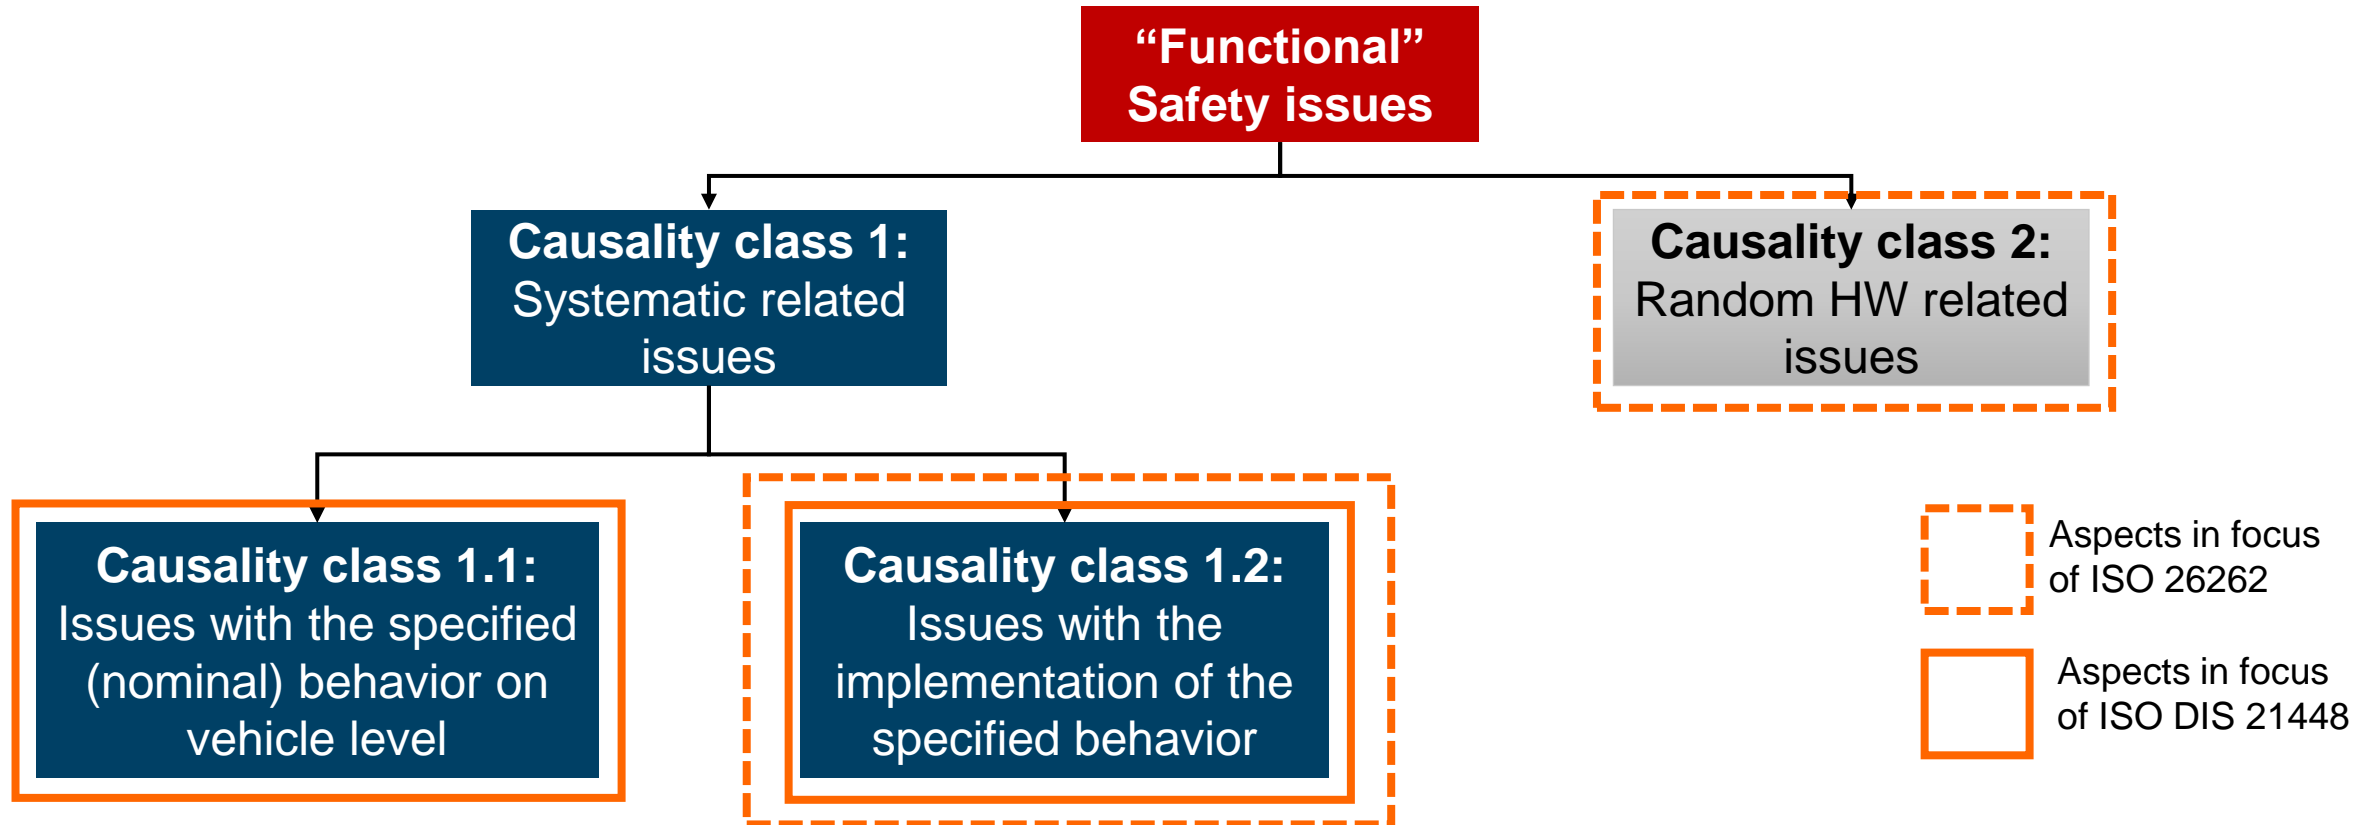 “Functional”
Safety issues
Causality class 1:
Systematic related
issues
Causality class 2:
Random HW related
issues
Causality class 1.1:
Issues with the specified
(nominal) behavior on
vehicle level
Causality class 1.2:
Issues with the
implementation of the
specified behavior
Aspects in focus
of ISO 26262
Aspects in focus
of ISO DIS 21448